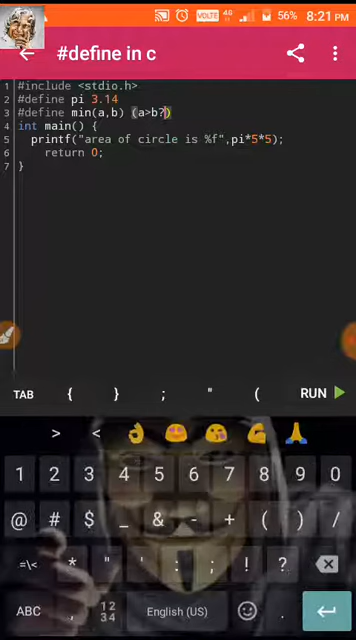 VOLTE 4G 56% 8:21 PM
#define in c
1 #include <stdio.h>
2 #define pi 3.14
3 #define min(a,b) (a>b?)
4 int main() {
5 printf("area of circle is %f",pi*5*5);
6 return 0;
7 }
TAB { } ; " ( RUN
> <
1 2 3 4 5 6 7 8 9 0
@ # $ _ & - + ( ) /
=\< * " ' : ; ! ?
ABC , 12 34 English (US) .